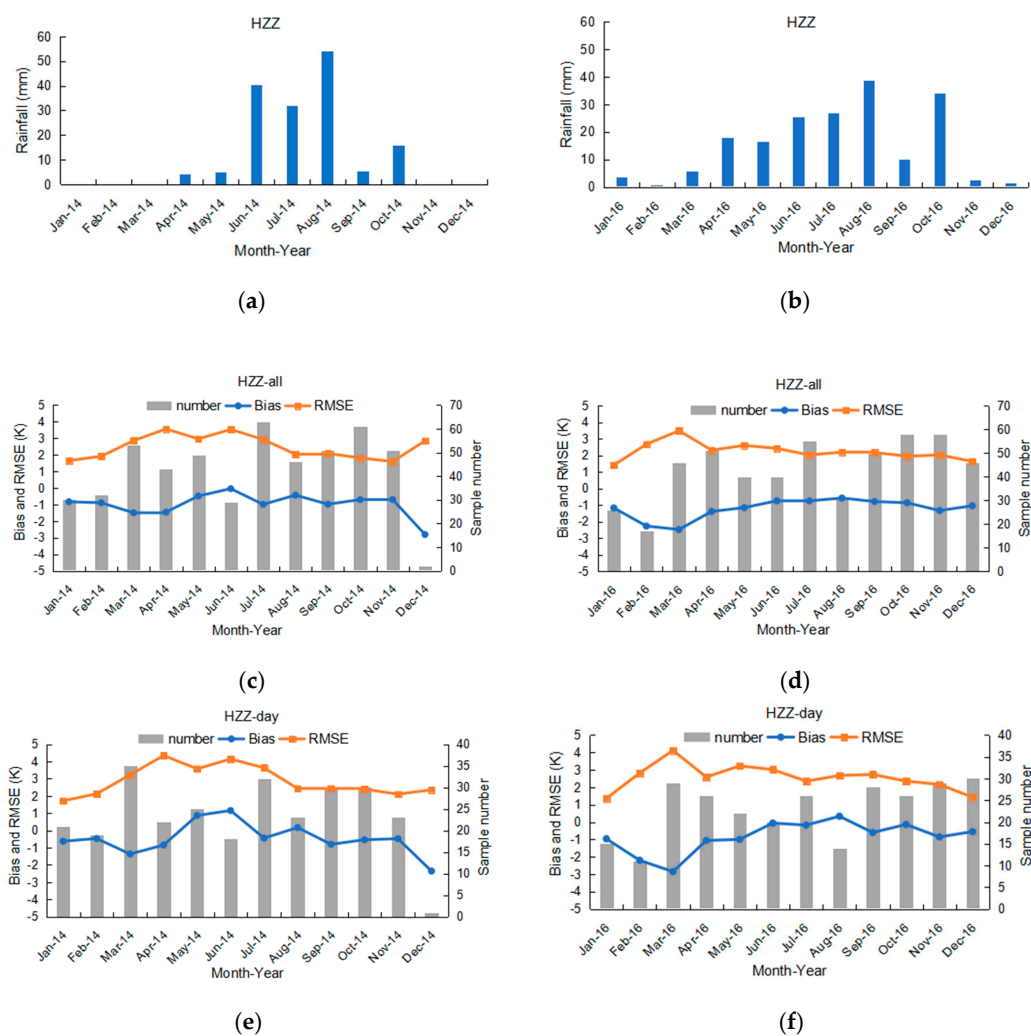 HZZ
60
50
40
30
20
10
0
Rainfall (mm)
Jan-14 Feb-14 Mar-14 Apr-14 May-14 Jun-14 Jul-14 Aug-14 Sep-14 Oct-14 Nov-14 Dec-14
Month-Year
(a)
HZZ
60
50
40
30
20
10
0
Rainfall (mm)
Jan-16 Feb-16 Mar-16 Apr-16 May-16 Jun-16 Jul-16 Aug-16 Sep-16 Oct-16 Nov-16 Dec-16
Month-Year
(b)
HZZ-all
number Bias RMSE
5
4
3
2
1
0
-1
-2
-3
-4
-5
Bias and RMSE (K)
70
60
50
40
30
20
10
0
Sample number
Jan-14 Feb-14 Mar-14 Apr-14 May-14 Jun-14 Jul-14 Aug-14 Sep-14 Oct-14 Nov-14 Dec-14
Month-Year
(c)
HZZ-all
number Bias RMSE
5
4
3
2
1
0
-1
-2
-3
-4
-5
Bias and RMSE (K)
70
60
50
40
30
20
10
0
Sample number
Jan-16 Feb-16 Mar-16 Apr-16 May-16 Jun-16 Jul-16 Aug-16 Sep-16 Oct-16 Nov-16 Dec-16
Month-Year
(d)
HZZ-day
number Bias RMSE
5
4
3
2
1
0
-1
-2
-3
-4
-5
Bias and RMSE (K)
40
35
30
25
20
15
10
5
0
Sample number
Jan-14 Feb-14 Mar-14 Apr-14 May-14 Jun-14 Jul-14 Aug-14 Sep-14 Oct-14 Nov-14 Dec-14
Month-Year
(e)
HZZ-day
number Bias RMSE
5
4
3
2
1
0
-1
-2
-3
-4
-5
Bias and RMSE (K)
40
35
30
25
20
15
10
5
0
Sample number
Jan-16 Feb-16 Mar-16 Apr-16 May-16 Jun-16 Jul-16 Aug-16 Sep-16 Oct-16 Nov-16 Dec-16
Month-Year
(f)